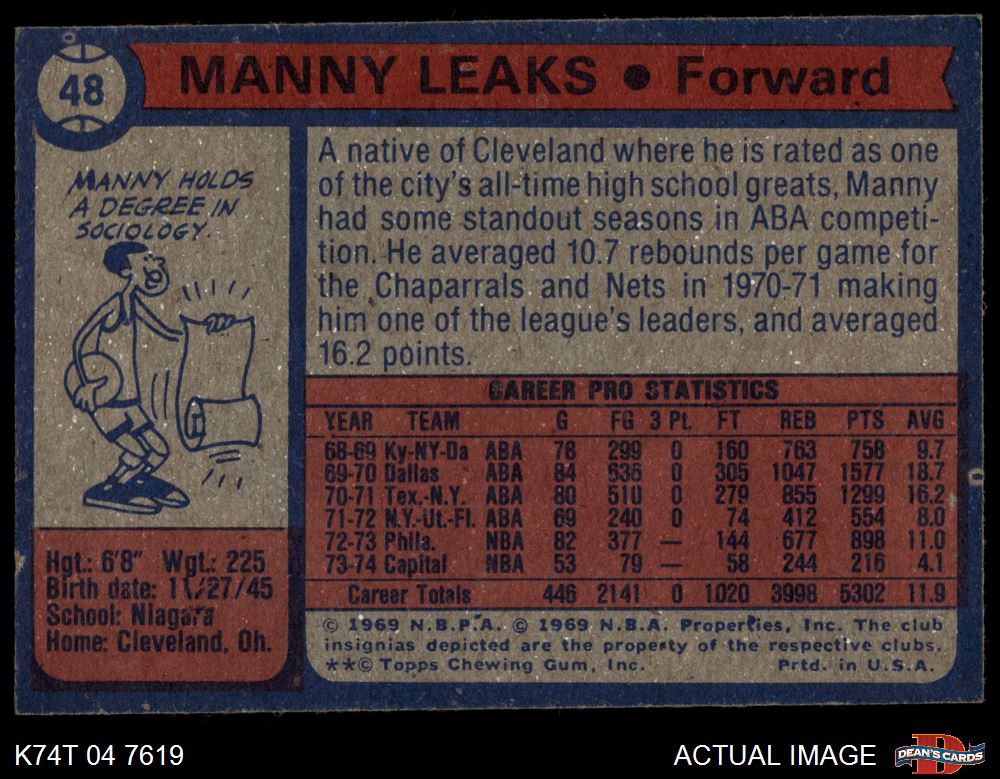 48
MANNY LEAKS ● Forward
MANNY HOLDS
A DEGREE IN
SOCIOLOGY.
A native of Cleveland where he is rated as one
of the city's all-time high school greats, Manny
had some standout seasons in ABA competi-
tion. He averaged 10.7 rebounds per game for
the Chaparrals and Nets in 1970-71 making
him one of the league's leaders, and averaged
16.2 points.
CAREER PRO STATISTICS
YEAR TEAM G FG 3 Pt. FT REB PTS AVG
68-69 Ky-NY-Da ABA 78 299 0 160 763 758 9.7
69-70 Dallas ABA 84 636 0 305 1047 1577 18.7
70-71 Tex.-N.Y. ABA 80 510 0 279 855 1299 16.2
71-72 N.Y.-Ut.-Fl. ABA 69 240 0 74 412 554 8.0
72-73 Phila. NBA 82 377 — 144 677 898 11.0
73-74 Capital NBA 53 79 — 58 244 216 4.1
Career Totals 446 2141 0 1020 3998 5302 11.9
Hgt.: 6'8" Wgt.: 225
Birth date: 11/27/45
School: Niagara
Home: Cleveland, Oh.
© 1969 N.B.P.A. © 1969 N.B.A. Properties, Inc. The club
insignias depicted are the property of the respective clubs.
**© Topps Chewing Gum, Inc. Prtd. in U.S.A.
K74T 04 7619
ACTUAL IMAGE
D
DEAN'S CARDS